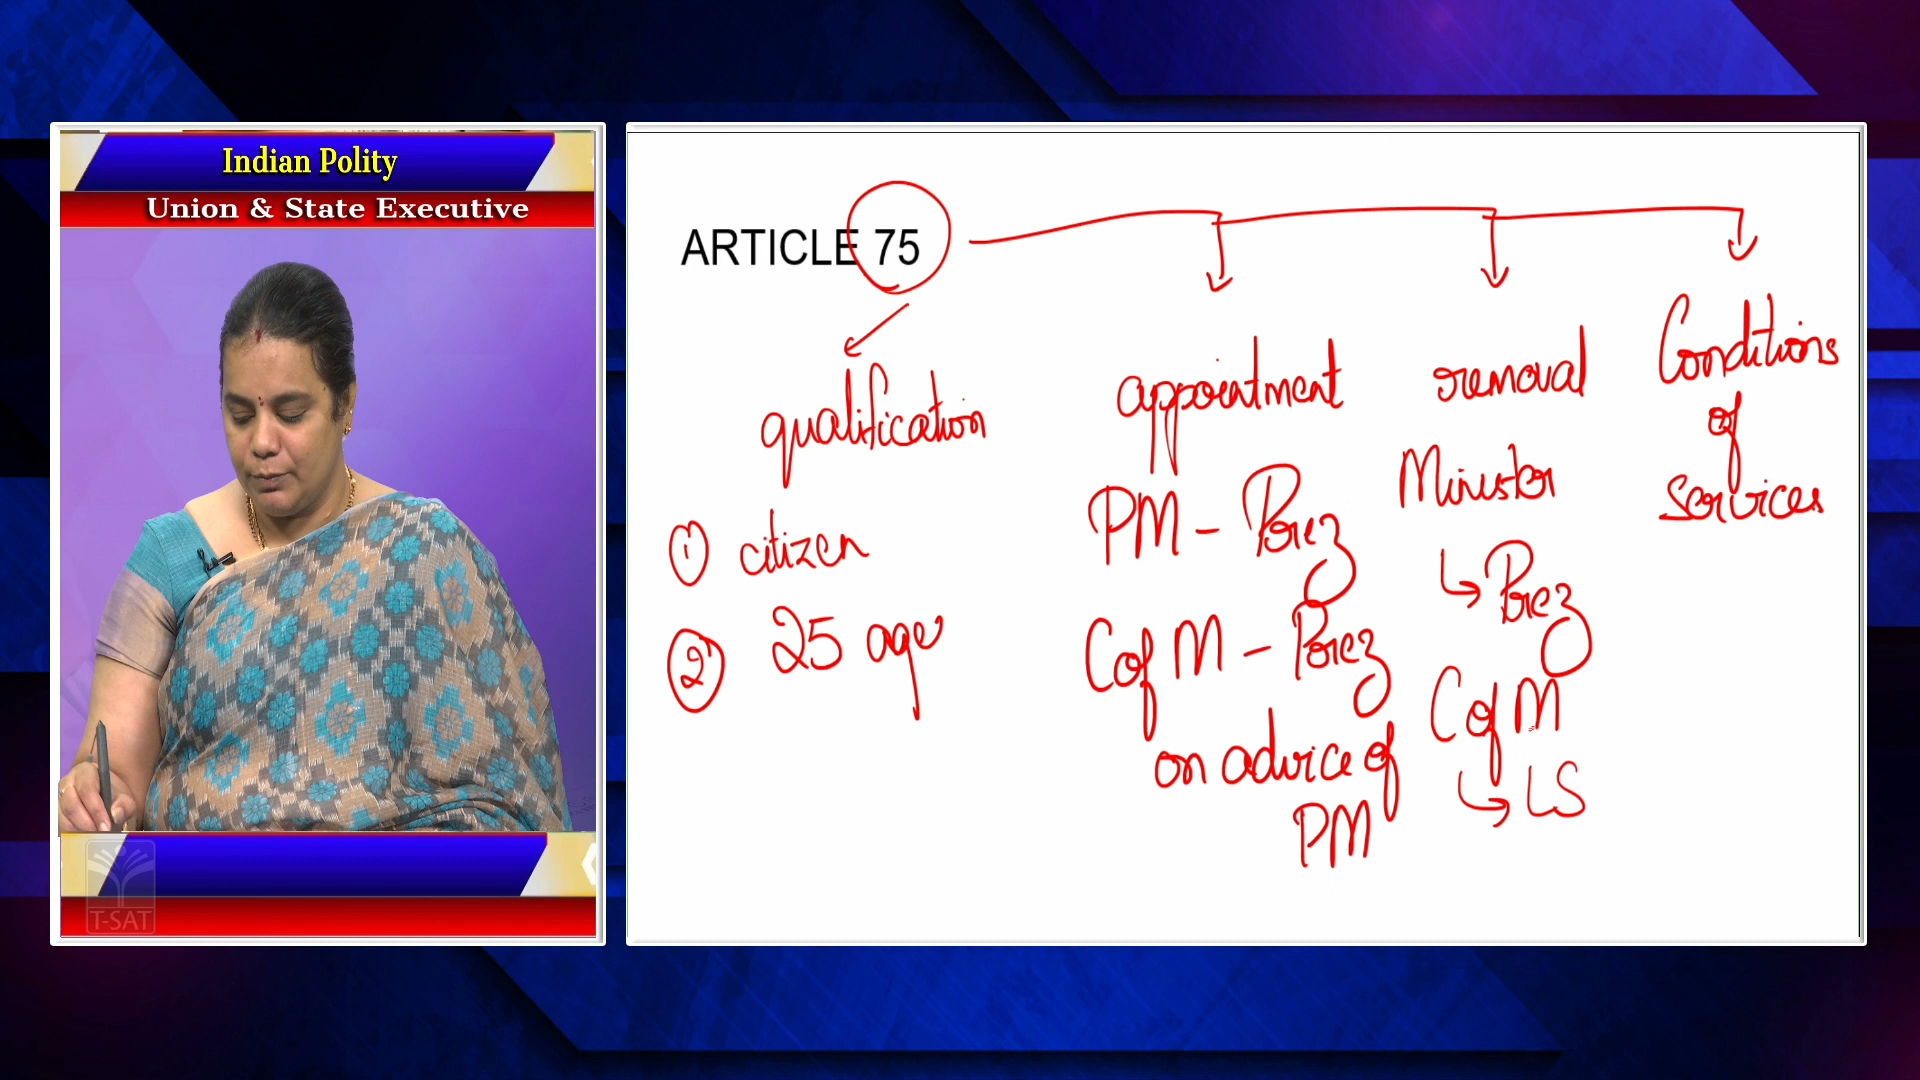 Indian Polity
Union & State Executive
T-SAT
ARTICLE 75
qualification
① citizen
② 25 age
appointment
PM - Prez
C of M - Prez
on advice of
PM
removal
Minister
↳ Prez
C of M
↳ LS
Conditions
of
services